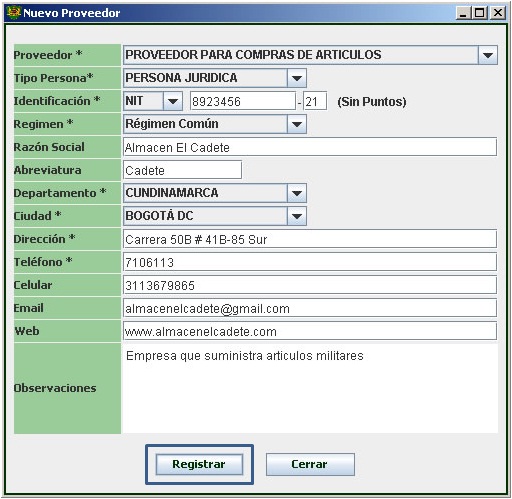 Nuevo Proveedor
Proveedor * PROVEEDOR PARA COMPRAS DE ARTICULOS
Tipo Persona* PERSONA JURIDICA
Identificación * NIT 8923456 - 21 (Sin Puntos)
Regimen * Régimen Común
Razón Social Almacen El Cadete
Abreviatura Cadete
Departamento * CUNDINAMARCA
Ciudad * BOGOTÁ DC
Dirección * Carrera 50B # 41B-85 Sur
Teléfono * 7106113
Celular 3113679865
Email almacenelcadete@gmail.com
Web www.almacenelcadete.com
Observaciones Empresa que suministra articulos militares
Registrar Cerrar